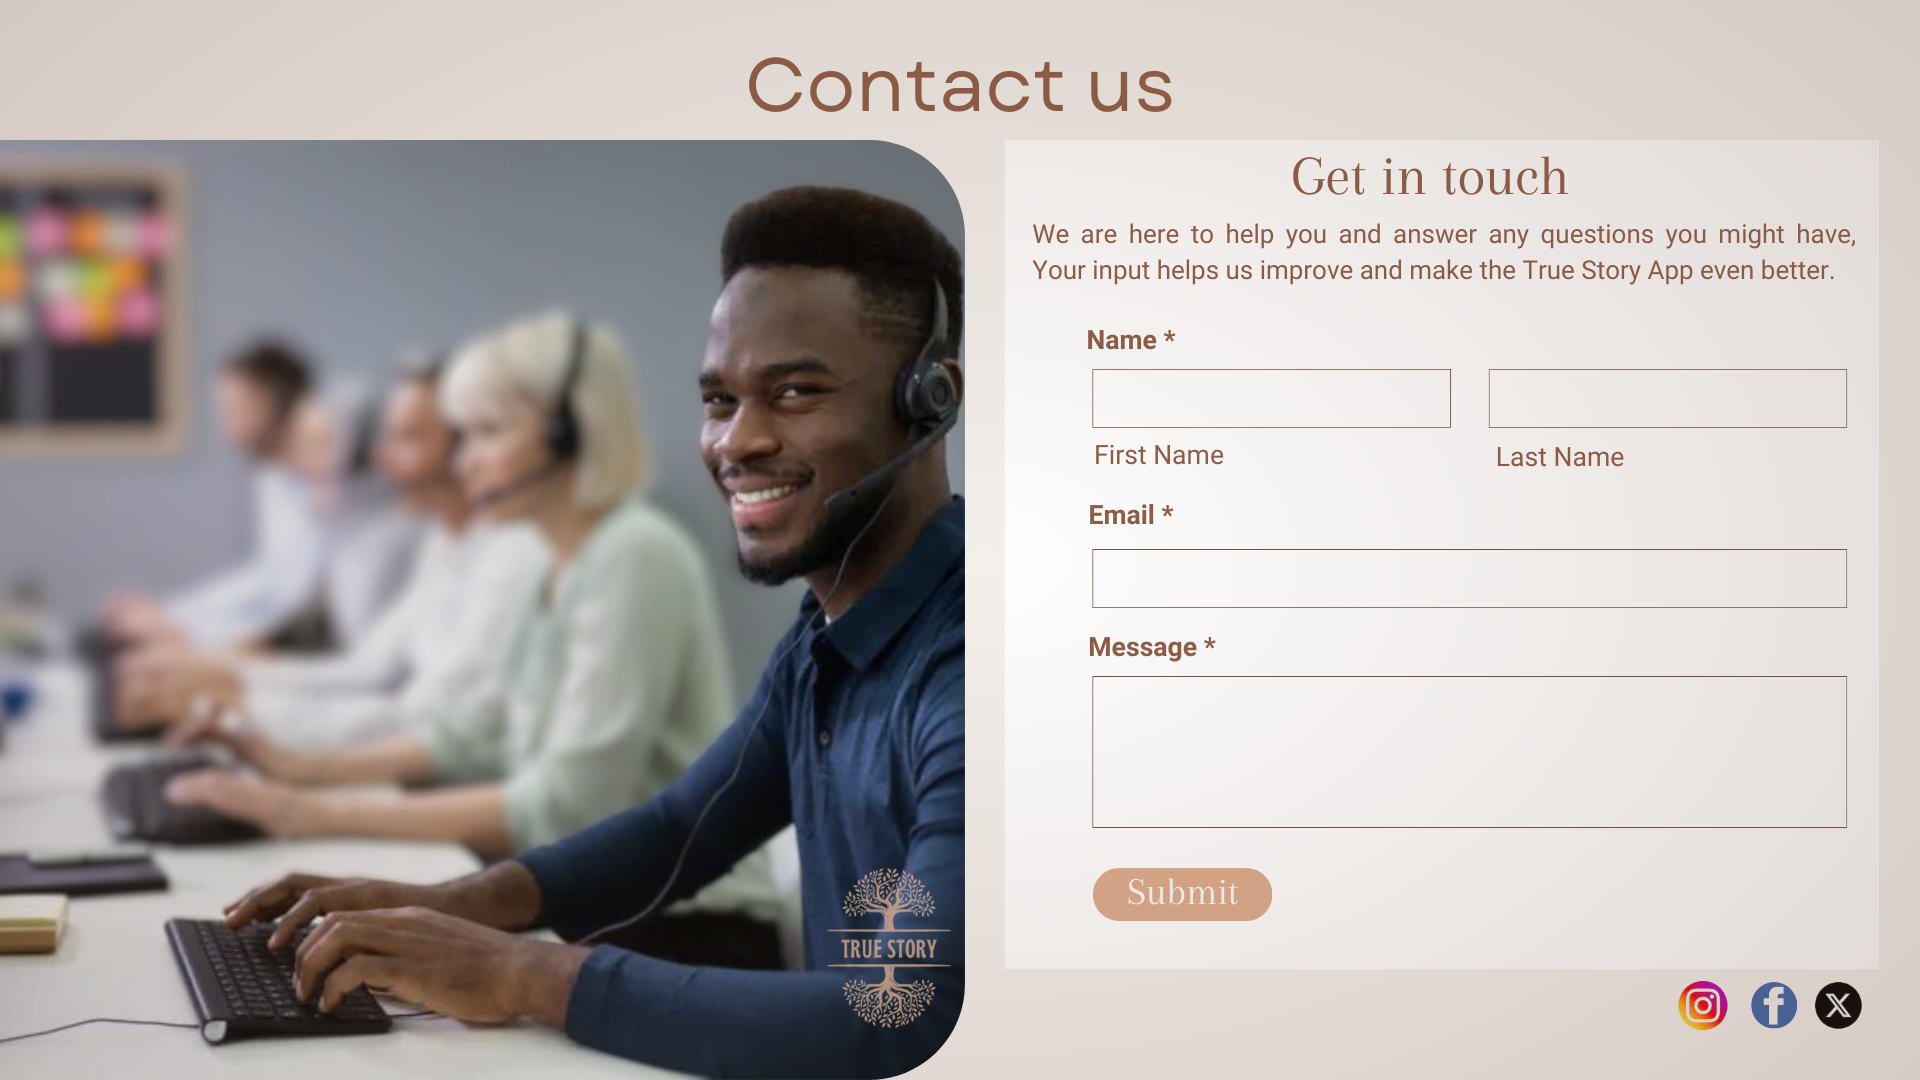 Contact us
Get in touch
We are here to help you and answer any questions you might have,
Your input helps us improve and make the True Story App even better.
Name *
First Name
Last Name
Email *
Message *
Submit
TRUE STORY